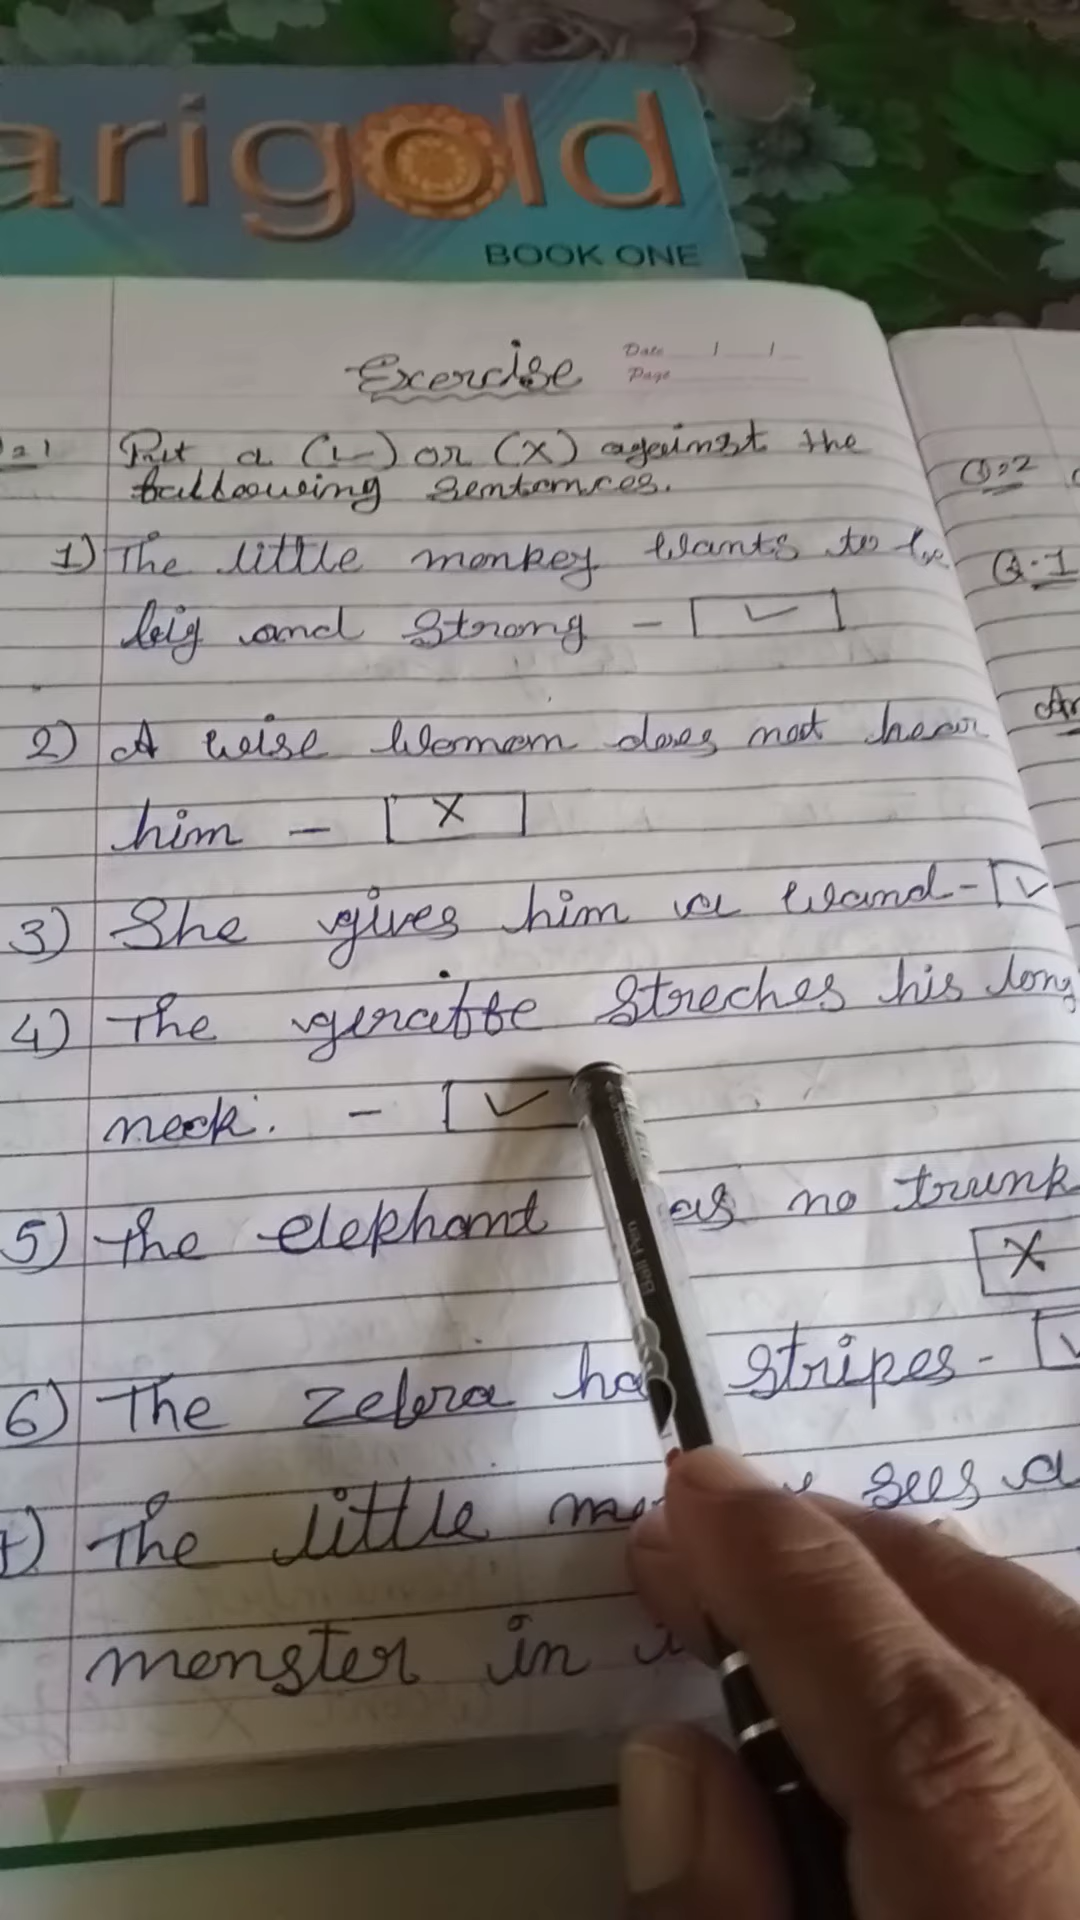 arigold
BOOK ONE
Exercise
Date / /
Page
Put a (✓) or (X) against the
following sentences.
1) The little monkey wants to be
big and strong - [ ✓ ]
2) A wise woman does not hear
him - [ X ]
3) She gives him a wand - [ ✓
4) The giraffe streches his long
neck. - [ ✓
5) The elephant as no trunk
X
6) The zebra ha stripes - [ ✓
The little sees a
monster in
Q=2
Q.1
Ball Pen